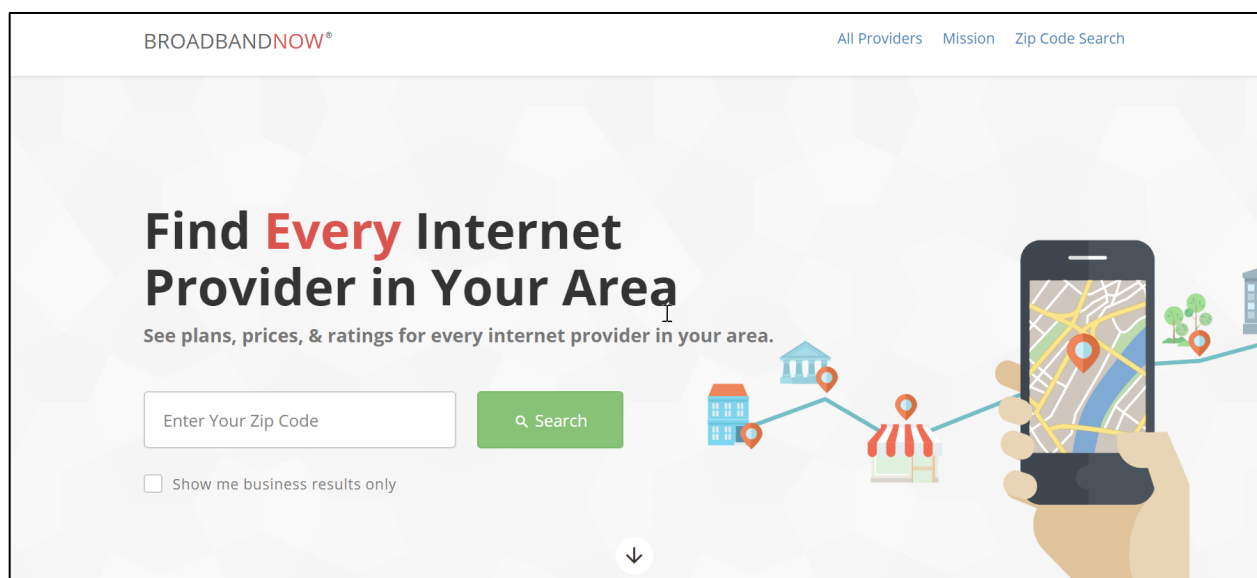 BROADBANDNOW®
All Providers Mission Zip Code Search
Find Every Internet
Provider in Your Area
See plans, prices, & ratings for every internet provider in your area.
Enter Your Zip Code
Search
Show me business results only